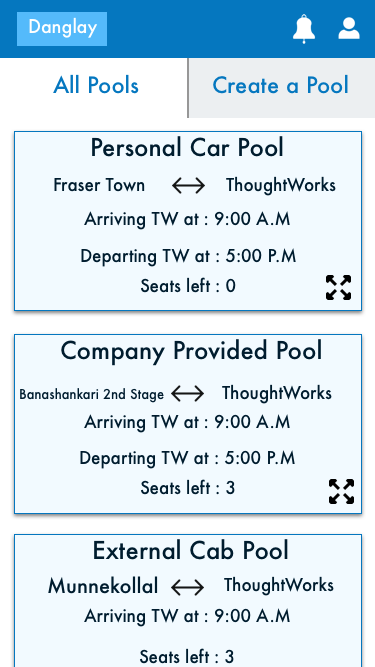 Danglay
All Pools
Create a Pool
Personal Car Pool
Fraser Town ThoughtWorks
Arriving TW at : 9:00 A.M
Departing TW at : 5:00 P.M
Seats left : 0
Company Provided Pool
Banashankari 2nd Stage ThoughtWorks
Arriving TW at : 9:00 A.M
Departing TW at : 5:00 P.M
Seats left : 3
External Cab Pool
Munnekollal ThoughtWorks
Arriving TW at : 9:00 A.M
Seats left : 3